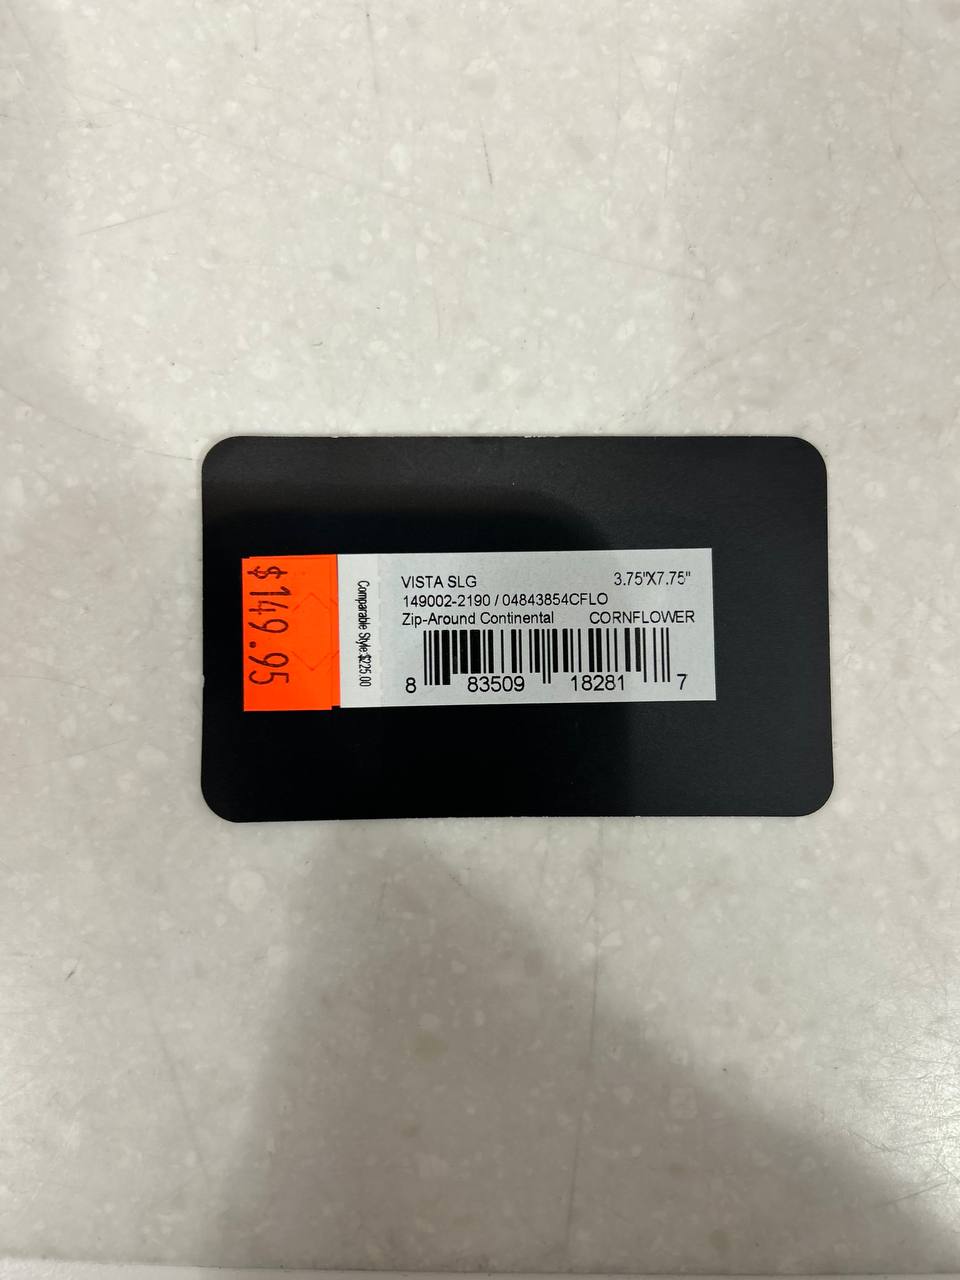 $149.95
Comparable Style $225.00
VISTA SLG 3.75"X7.75"
149002-2190 / 04843854CFLO
Zip-Around Continental CORNFLOWER
8 83509 18281 7